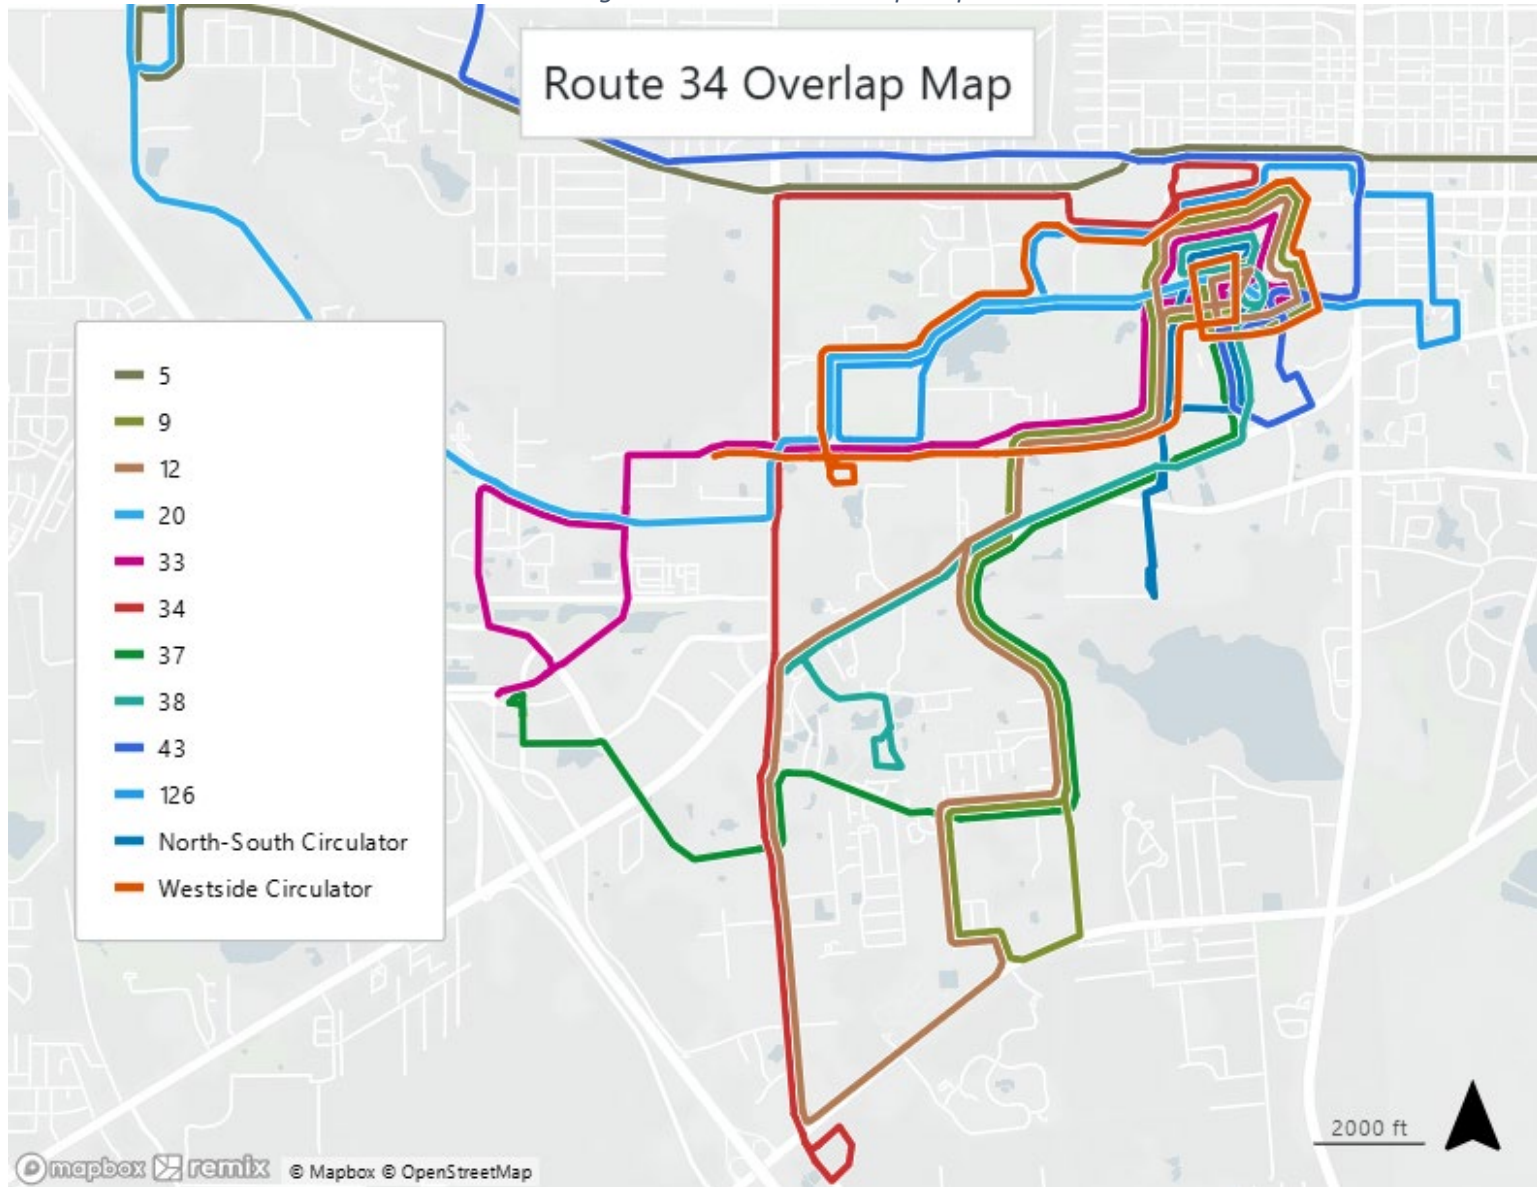 Route 34 Overlap Map
5
9
12
20
33
34
37
38
43
126
North-South Circulator
Westside Circulator
2000 ft
mapbox remix © Mapbox © OpenStreetMap